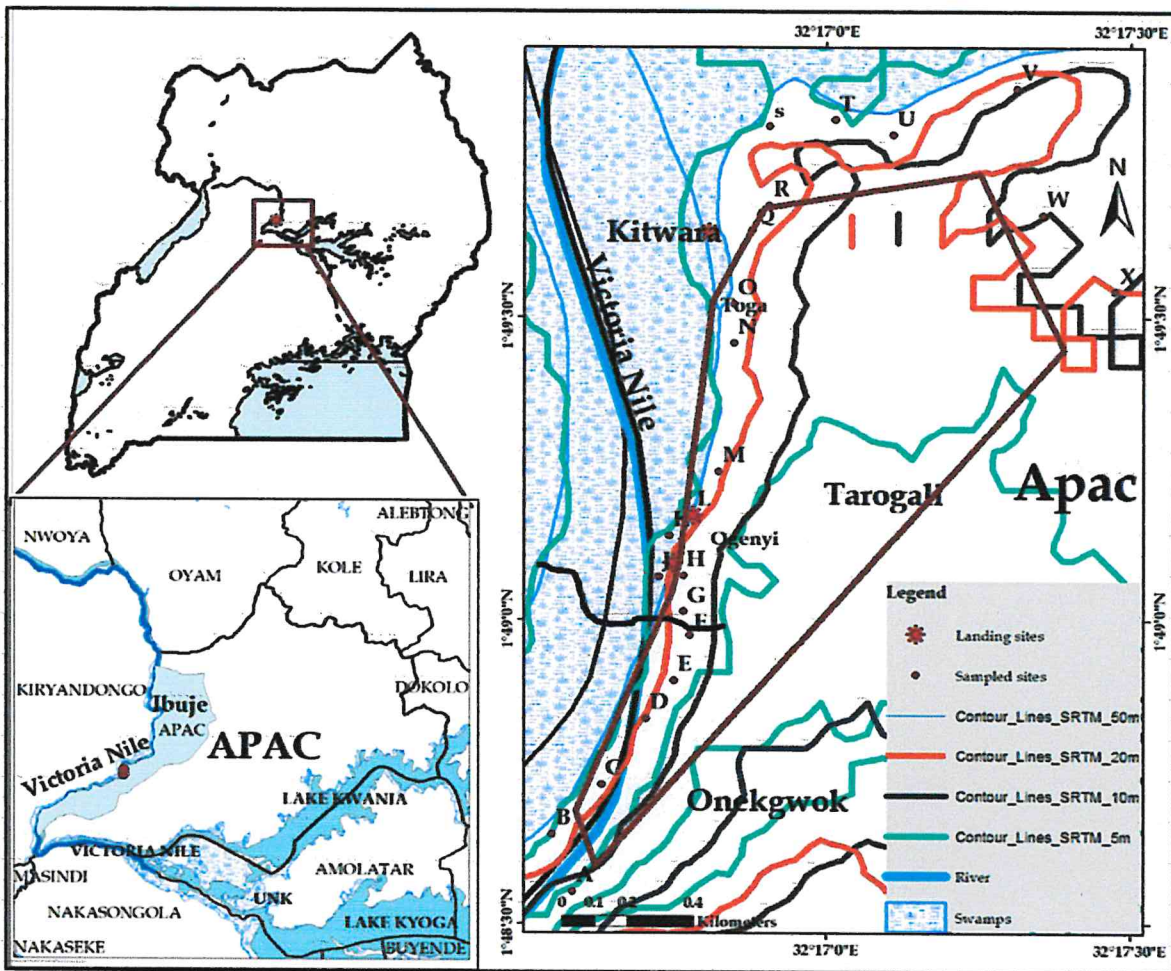 32°17'0"E
32°17'30"E
V
T
S
U
N
R
W
Q
Kitwara
X
O
Toga
1°49'30"N
1°49'30"N
N
Victoria Nile
M
Tarogali
Apac
L
Ogenyi
H
G
F
1°49'0"N
1°49'0"N
E
D
C
Onekgwok
B
A
0 0.1 0.2 0.4
Kilometers
1°48'30"N
32°17'0"E
32°17'30"E
Legend
Landing sites
Sampled sites
Contour_Lines_SRTM_50m
Contour_Lines_SRTM_20m
Contour_Lines_SRTM_10m
Contour_Lines_SRTM_5m
River
Swamps
NWOYA
ALEBTONG
OYAM
KOLE
LIRA
KIRYANDONGO
DOKOLO
Ibuje
APAC
APAC
Victoria Nile
LAKE KWANIA
VICTORIA NILE
MASINDI
AMOLATAR
UNK
NAKASONGOLA
LAKE KYOGA
NAKASEKE
BUYENDE